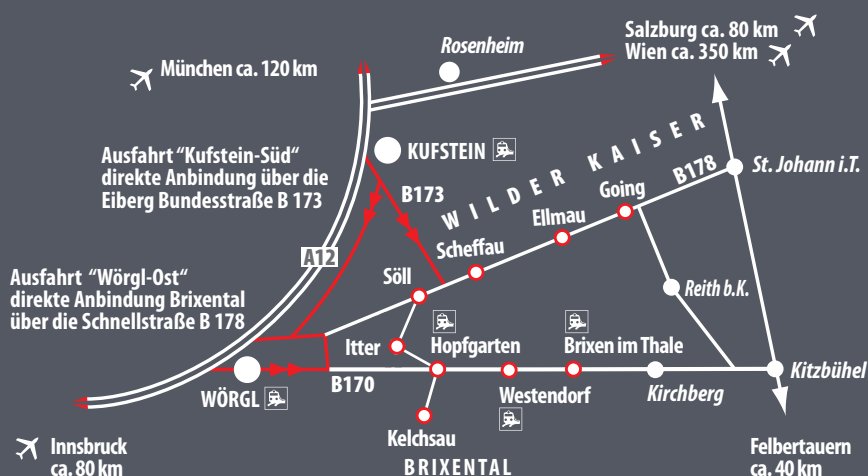 Salzburg ca. 80 km
Wien ca. 350 km
Rosenheim
München ca. 120 km
Ausfahrt “Kufstein-Süd“
direkte Anbindung über die
Eiberg Bundesstraße B 173
KUFSTEIN
WILDER KAISER
B178
St. Johann i.T.
B173
Going
Ellmau
Scheffau
A12
Söll
Ausfahrt “Wörgl-Ost“
direkte Anbindung Brixental
über die Schnellstraße B 178
Reith b.K.
Itter
Hopfgarten
Brixen im Thale
Kitzbühel
WÖRGL
B170
Westendorf
Kirchberg
Kelchsau
BRIXENTAL
Innsbruck
ca. 80 km
Felbertauern
ca. 40 km